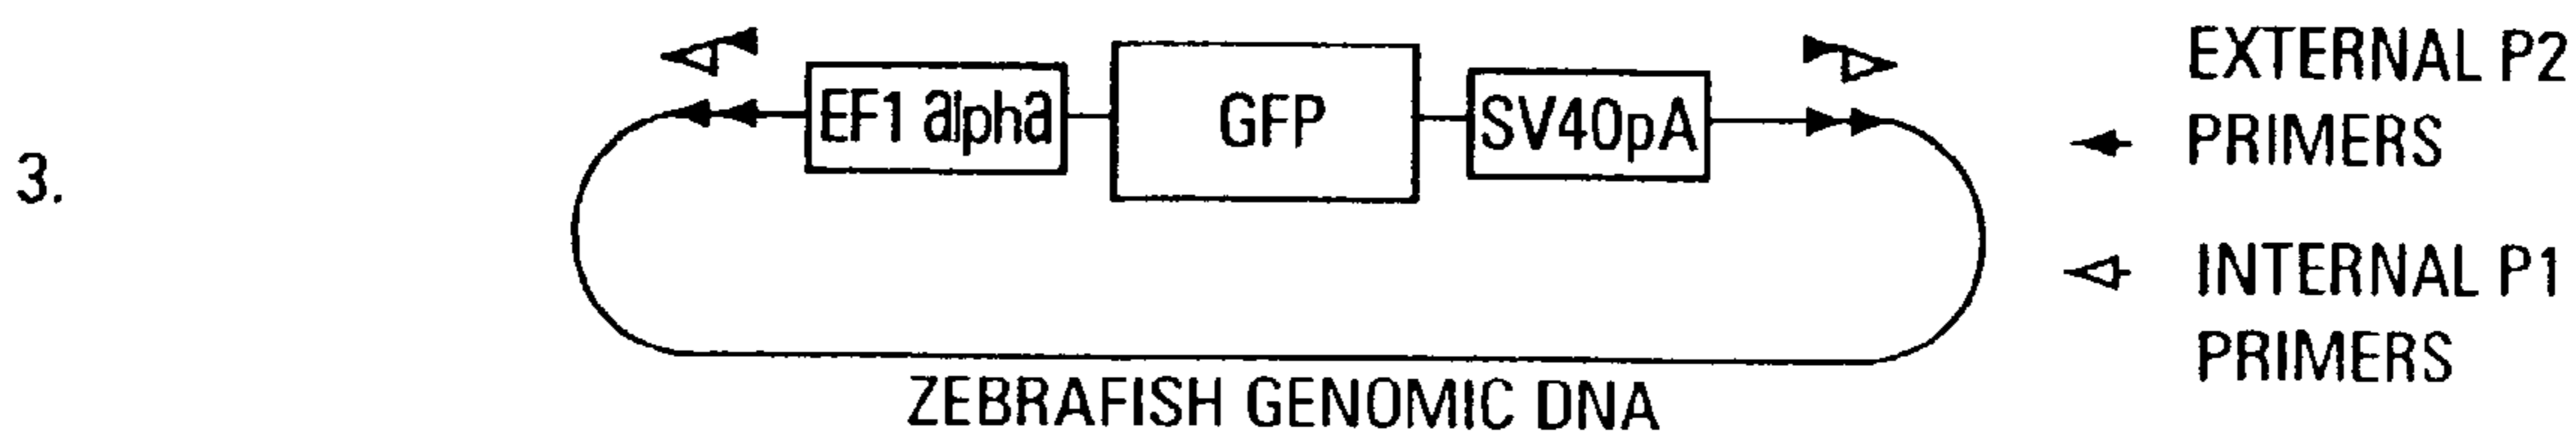 3.
EF1 alpha
GFP
SV40pA
ZEBRAFISH GENOMIC DNA
EXTERNAL P2
PRIMERS
INTERNAL P1
PRIMERS